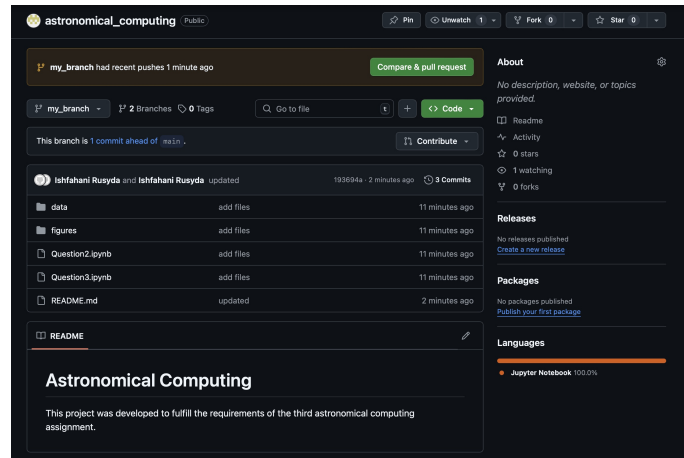 astronomical_computing Public
Pin
Unwatch 1
Fork 0
Star 0
my_branch had recent pushes 1 minute ago
Compare & pull request
my_branch
2 Branches
0 Tags
Go to file
t
Code
This branch is 1 commit ahead of main .
Contribute
Ishfahani Rusyda and Ishfahani Rusyda updated
193694a · 2 minutes ago
3 Commits
data
add files
11 minutes ago
figures
add files
11 minutes ago
Question2.ipynb
add files
11 minutes ago
Question3.ipynb
add files
11 minutes ago
README.md
updated
2 minutes ago
README
Astronomical Computing
This project was developed to fulfill the requirements of the third astronomical computing
assignment.
About
No description, website, or topics
provided.
Readme
Activity
0 stars
1 watching
0 forks
Releases
No releases published
Create a new release
Packages
No packages published
Publish your first package
Languages
Jupyter Notebook 100.0%